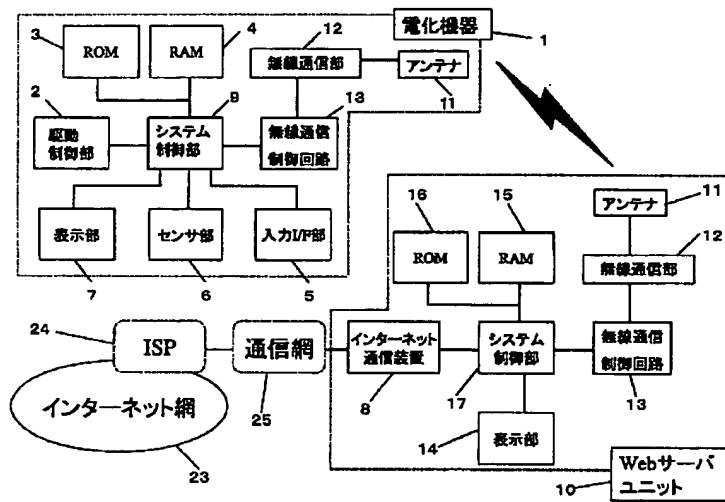 3
ROM
4
RAM
12
無線通信部
電化機器
1
アンテナ
11
2
駆動
制御部
9
システム
制御部
13
無線通信
制御回路
表示部
センサ部
入力I/F部
7
6
5
16
ROM
15
RAM
アンテナ
11
12
無線通信部
24
ISP
通信網
25
インターネット
通信装置
8
システム
制御部
17
無線通信
制御回路
13
インターネット網
23
14
表示部
10
Webサーバ
ユニット